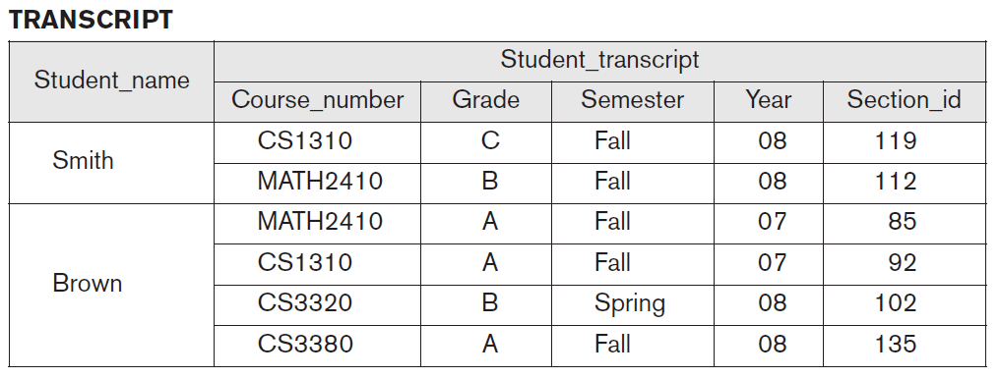 TRANSCRIPT
Student_name Student_transcript
Course_number Grade Semester Year Section_id
Smith CS1310 C Fall 08 119
MATH2410 B Fall 08 112
Brown MATH2410 A Fall 07 85
CS1310 A Fall 07 92
CS3320 B Spring 08 102
CS3380 A Fall 08 135